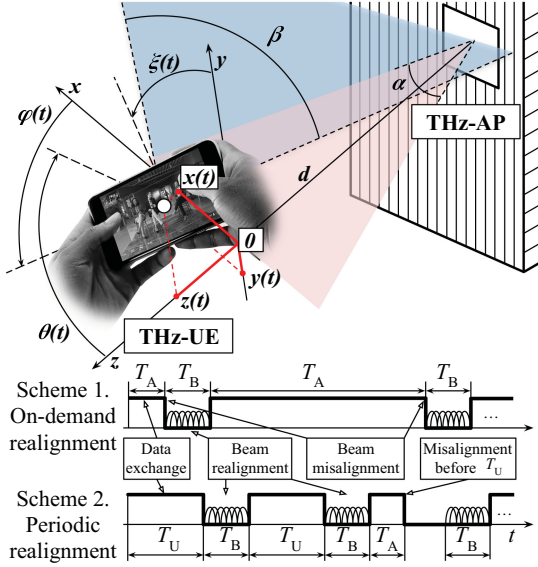 β
ξ(t)
y
x
φ(t)
α
THz-AP
x(t)
d
0
y(t)
z(t)
θ(t)
THz-UE
z
T_A T_B T_A T_B
Scheme 1.
On-demand
realignment
...
Data
exchange
Beam
realignment
Beam
misalignment
Misalignment
before T_U
Scheme 2.
Periodic
realignment
...
t
T_U T_B T_U T_B T_A T_B